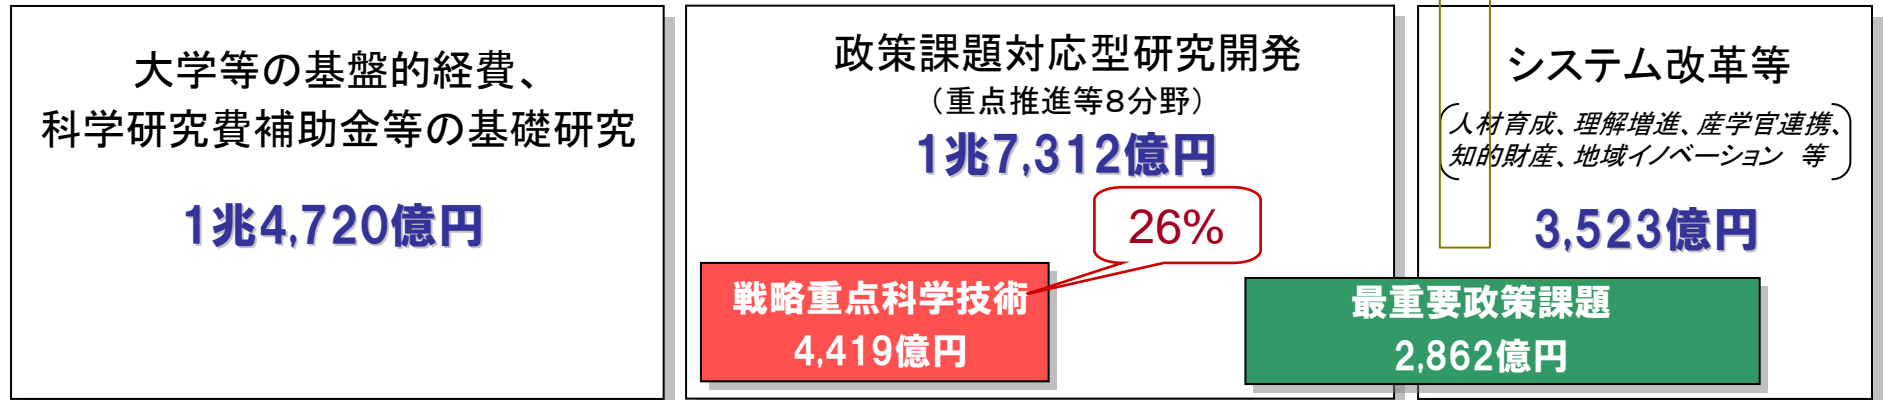 大学等の基盤的経費、
科学研究費補助金等の基礎研究
1兆4,720億円
政策課題対応型研究開発
（重点推進等8分野）
1兆7,312億円
26%
戦略重点科学技術
4,419億円
システム改革等
人材育成、理解増進、産学官連携、
知的財産、地域イノベーション　等
3,523億円
最重要政策課題
2,862億円